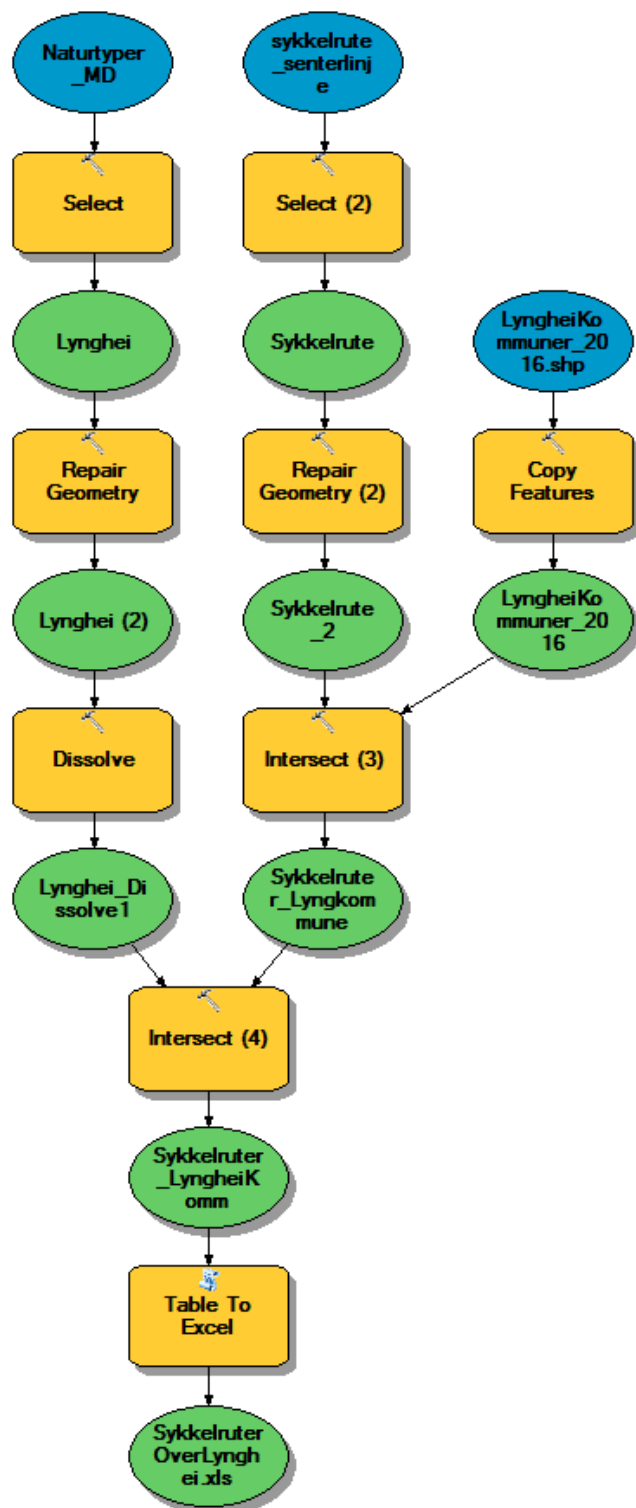 Naturtyper
_MD
sykkelrute
_senterlinj
e
Select
Select (2)
Lynghei
Sykkelrute
LyngheiKo
mmuner_20
16.shp
Repair
Geometry
Repair
Geometry (2)
Copy
Features
Lynghei (2)
Sykkelrute
_2
LyngheiKo
mmuner_20
16
Dissolve
Intersect (3)
Lynghei_Di
ssolve1
Sykkelrute
r_Lyngkom
mune
Intersect (4)
Sykkelruter
_LyngheiK
omm
Table To
Excel
Sykkelruter
OverLyngh
ei.xls